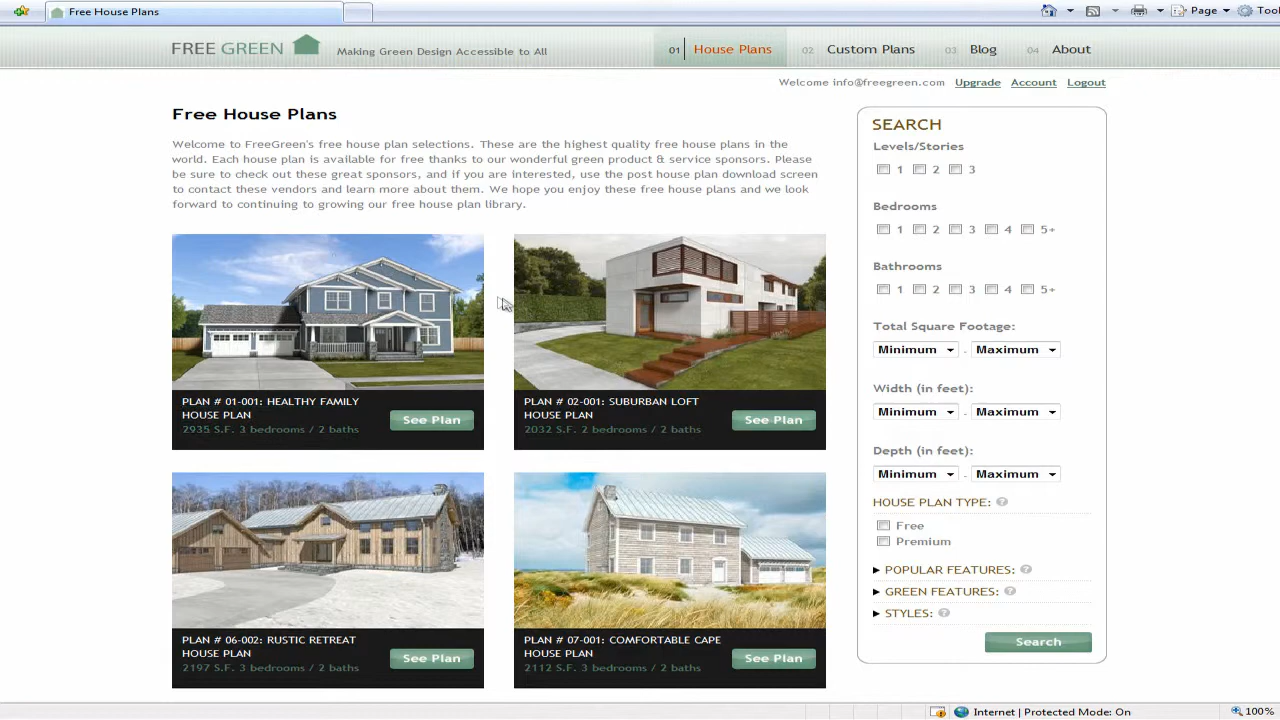 Free House Plans
Page
Tool
FREE GREEN
Making Green Design Accessible to All
01 House Plans
02 Custom Plans
03 Blog
04 About
Welcome info@freegreen.com Upgrade Account Logout
Free House Plans
Welcome to FreeGreen's free house plan selections. These are the highest quality free house plans in the
world. Each house plan is available for free thanks to our wonderful green product & service sponsors. Please
be sure to check out these great sponsors, and if you are interested, use the post house plan download screen
to contact these vendors and learn more about them. We hope you enjoy these free house plans and we look
forward to continuing to growing our free house plan library.
PLAN # 01-001: HEALTHY FAMILY
HOUSE PLAN
2935 S.F. 3 bedrooms / 2 baths
See Plan
PLAN # 02-001: SUBURBAN LOFT
HOUSE PLAN
2032 S.F. 2 bedrooms / 2 baths
See Plan
PLAN # 06-002: RUSTIC RETREAT
HOUSE PLAN
2197 S.F. 3 bedrooms / 2 baths
See Plan
PLAN # 07-001: COMFORTABLE CAPE
HOUSE PLAN
2112 S.F. 3 bedrooms / 2 baths
See Plan
SEARCH
Levels/Stories
1 2 3
Bedrooms
1 2 3 4 5+
Bathrooms
1 2 3 4 5+
Total Square Footage:
Minimum - Maximum
Width (in feet):
Minimum - Maximum
Depth (in feet):
Minimum - Maximum
HOUSE PLAN TYPE: ?
Free
Premium
POPULAR FEATURES: ?
GREEN FEATURES: ?
STYLES: ?
Search
Internet | Protected Mode: On
100%